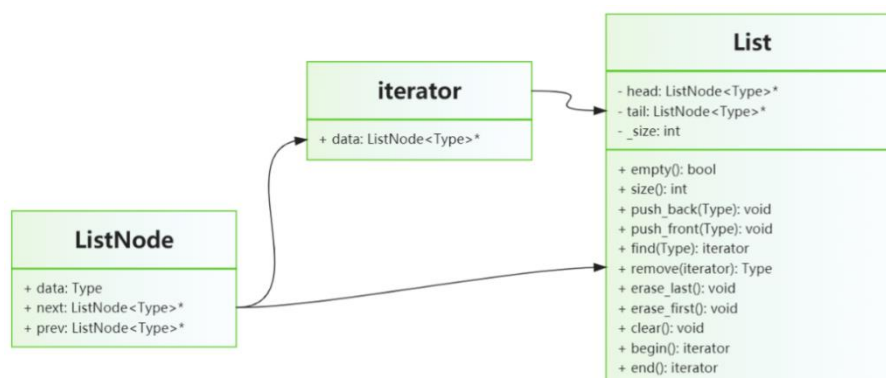 List
- head: ListNode<Type>*
- tail: ListNode<Type>*
- _size: int
+ empty(): bool
+ size(): int
+ push_back(Type): void
+ push_front(Type): void
+ find(Type): iterator
+ remove(iterator): Type
+ erase_last(): void
+ erase_first(): void
+ clear(): void
+ begin(): iterator
+ end(): iterator
iterator
+ data: ListNode<Type>*
ListNode
+ data: Type
+ next: ListNode<Type>*
+ prev: ListNode<Type>*